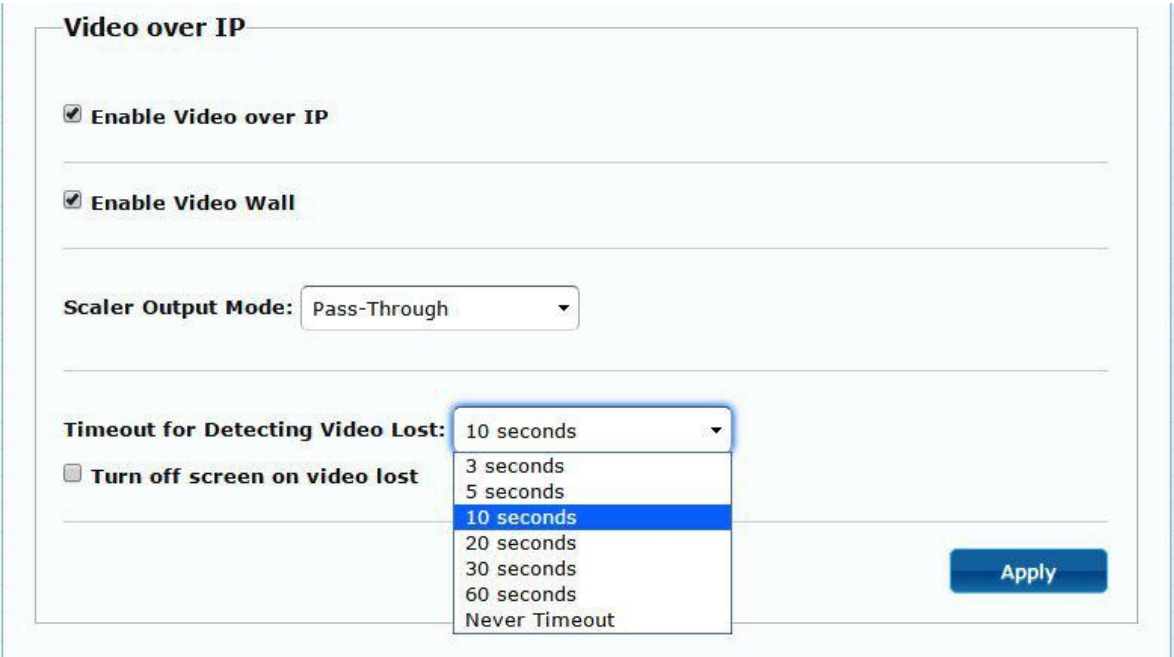 Video over IP
Enable Video over IP
Enable Video Wall
Scaler Output Mode: Pass-Through
Timeout for Detecting Video Lost: 10 seconds
Turn off screen on video lost
3 seconds
5 seconds
10 seconds
20 seconds
30 seconds
60 seconds
Never Timeout
Apply